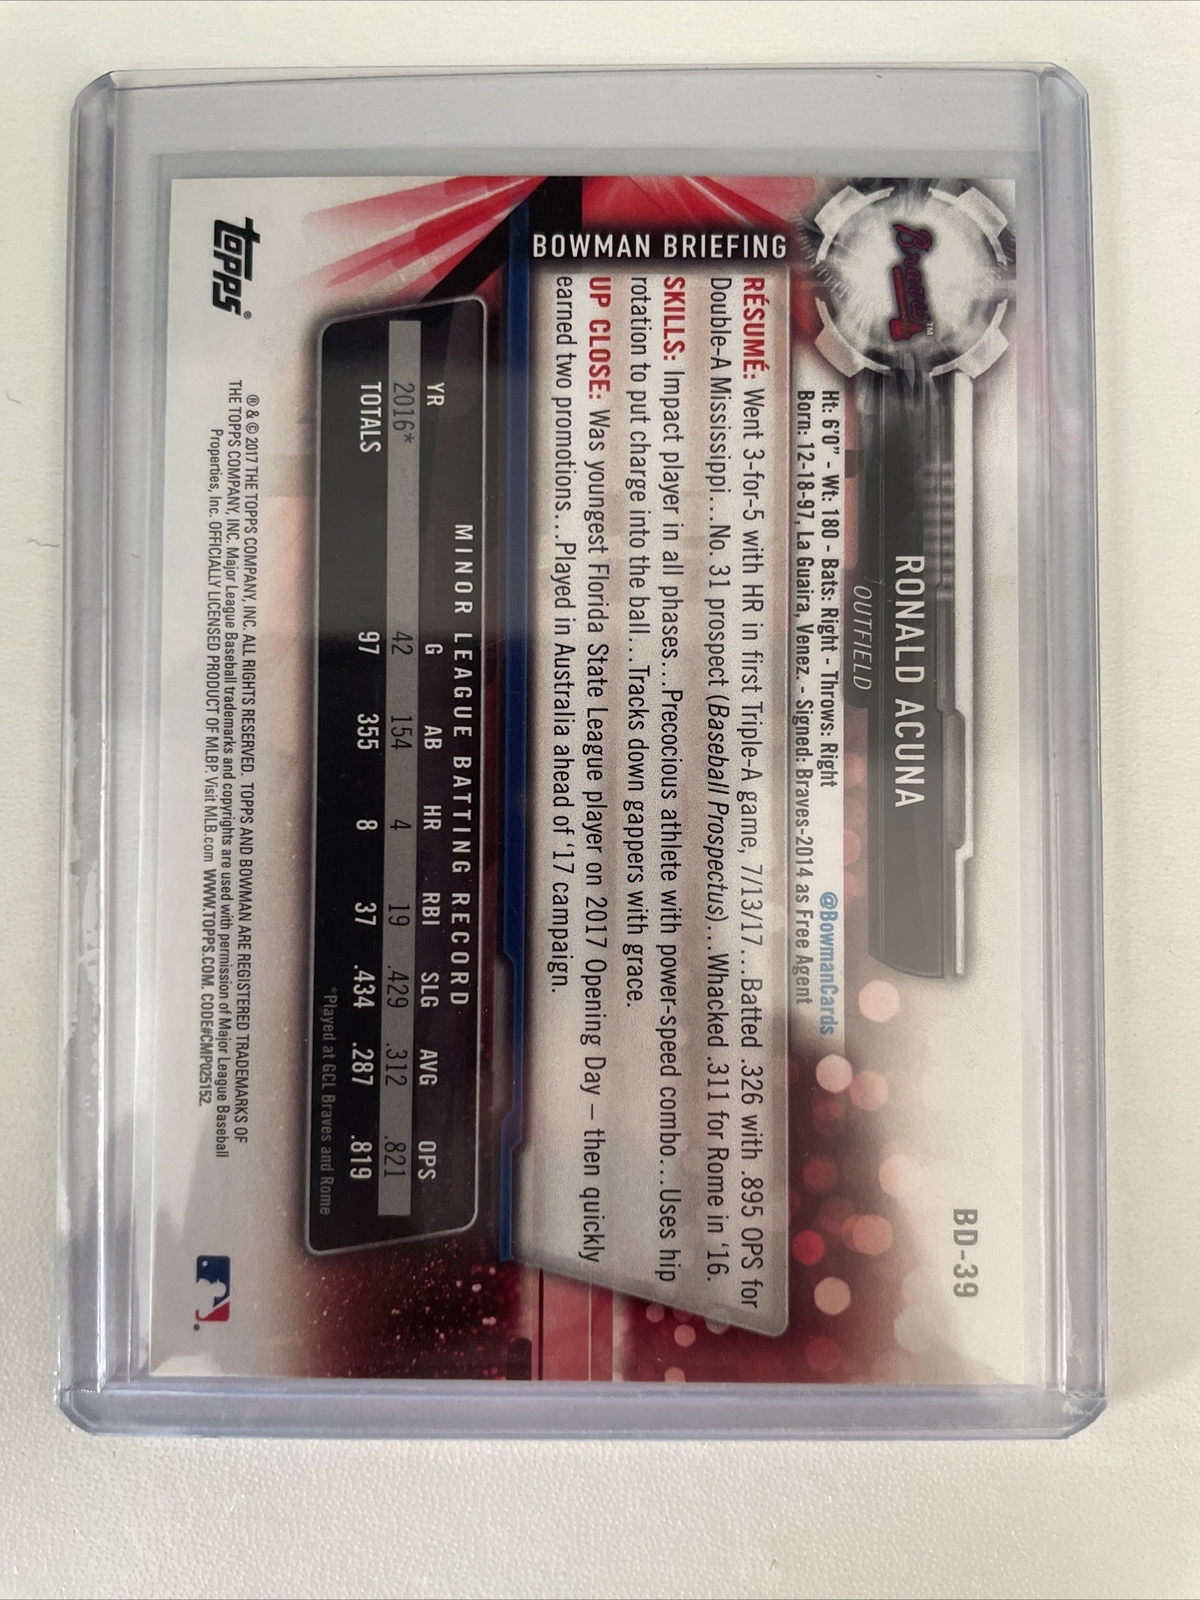 BD-39
Braves™
RONALD ACUNA
OUTFIELD
Ht: 6'0" - Wt: 180 - Bats: Right - Throws: Right @BowmanCards
Born: 12-18-97, La Guaira, Venez. - Signed: Braves-2014 as Free Agent
BOWMAN BRIEFING
RÉSUMÉ: Went 3-for-5 with HR in first Triple-A game, 7/13/17...Batted .326 with .895 OPS for
Double-A Mississippi...No. 31 prospect (Baseball Prospectus)...Whacked .311 for Rome in '16.
SKILLS: Impact player in all phases...Precocious athlete with power-speed combo...Uses hip
rotation to put charge into the ball...Tracks down gappers with grace.
UP CLOSE: Was youngest Florida State League player on 2017 Opening Day – then quickly
earned two promotions...Played in Australia ahead of '17 campaign.
MINOR LEAGUE BATTING RECORD
YR G AB HR RBI SLG AVG OPS
2016* 42 154 4 19 .429 .312 .821
TOTALS 97 355 8 37 .434 .287 .819
*Played at GCL Braves and Rome
topps®
® & © 2017 THE TOPPS COMPANY, INC. ALL RIGHTS RESERVED. TOPPS AND BOWMAN ARE REGISTERED TRADEMARKS OF
THE TOPPS COMPANY, INC. Major League Baseball trademarks and copyrights are used with permission of Major League Baseball
Properties, Inc. OFFICIALLY LICENSED PRODUCT OF MLBP. Visit MLB.com WWW.TOPPS.COM. CODE#CMP025152